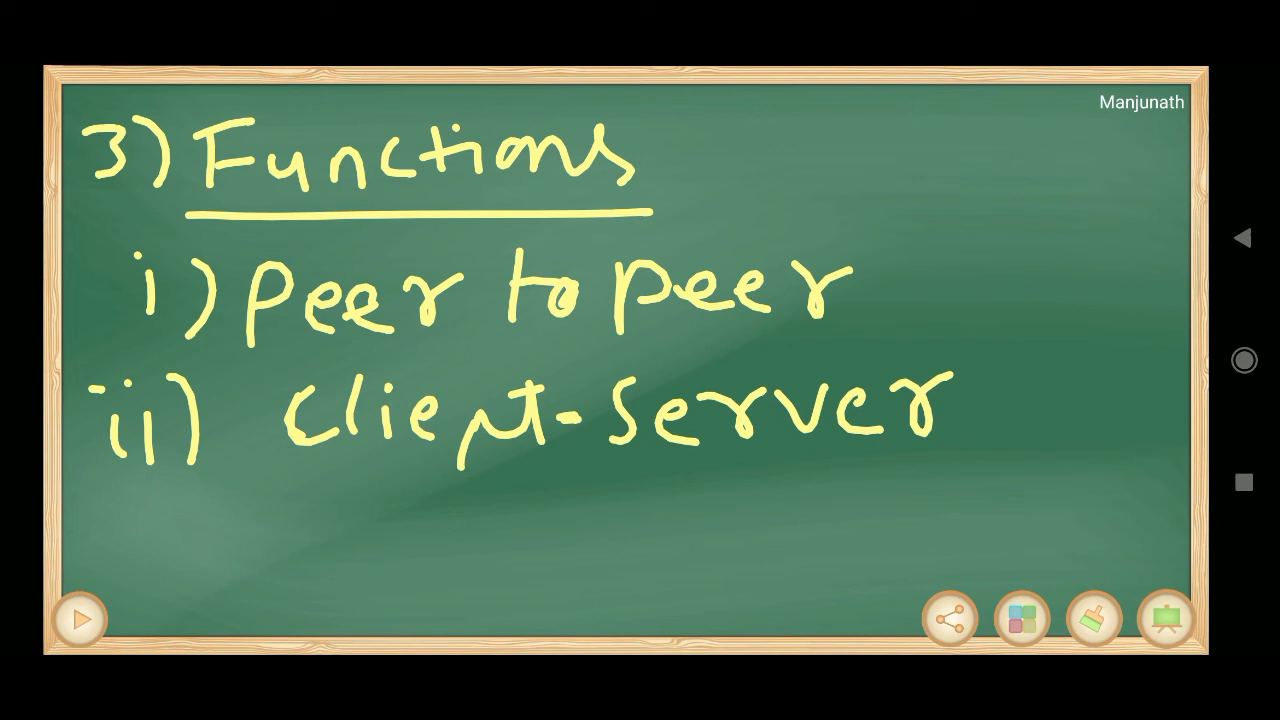 Manjunath
3) Functions
i) Peer to peer
ii) Client-Server